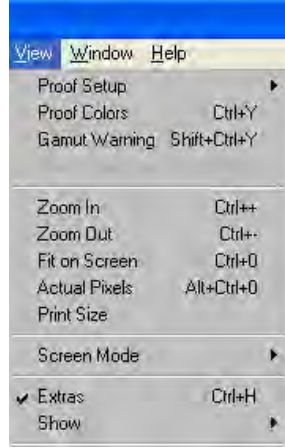 View Window Help
Proof Setup
Proof Colors Ctrl+Y
Gamut Warning Shift+Ctrl+Y
Zoom In Ctrl++
Zoom Out Ctrl+-
Fit on Screen Ctrl+0
Actual Pixels Alt+Ctrl+0
Print Size
Screen Mode
Extras Ctrl+H
Show